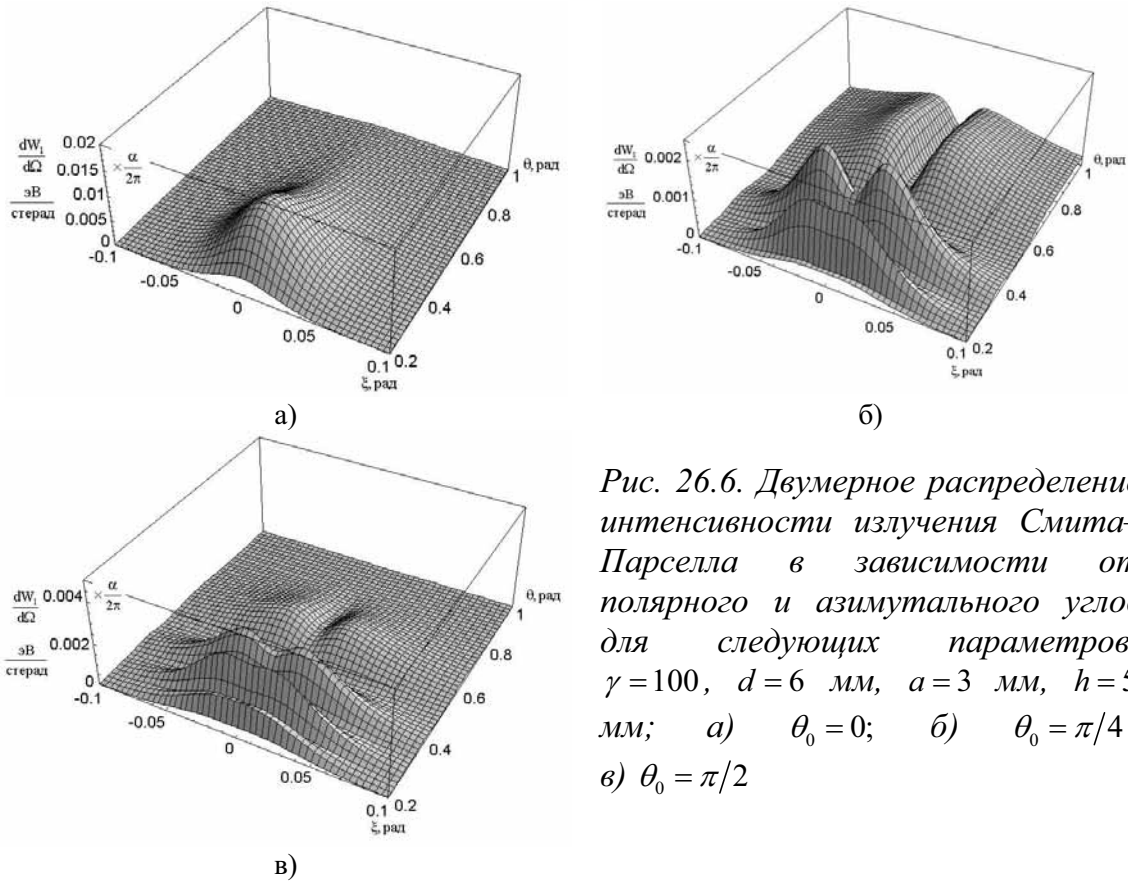 dW₁/dΩ
эВ/стерад
× α/2π
0.02
0.015
0.01
0.005
0
-0.1
-0.05
0
0.05
0.1
ξ, рад
0.2
0.4
0.6
0.8
1
θ, рад
а)
dW₁/dΩ
эВ/стерад
× α/2π
0.002
0.001
0
-0.1
-0.05
0
0.05
0.1
ξ, рад
0.2
0.4
0.6
0.8
1
θ, рад
б)
dW₁/dΩ
эВ/стерад
× α/2π
0.004
0.002
0
-0.1
-0.05
0
0.05
0.1
ξ, рад
0.2
0.4
0.6
0.8
1
θ, рад
в)
Рис. 26.6. Двумерное распределение
интенсивности излучения Смита–
Парселла в зависимости от
полярного и азимутального угло
для следующих параметров
γ = 100, d = 6 мм, a = 3 мм, h = 5
мм; а) θ₀ = 0; б) θ₀ = π/4
в) θ₀ = π/2